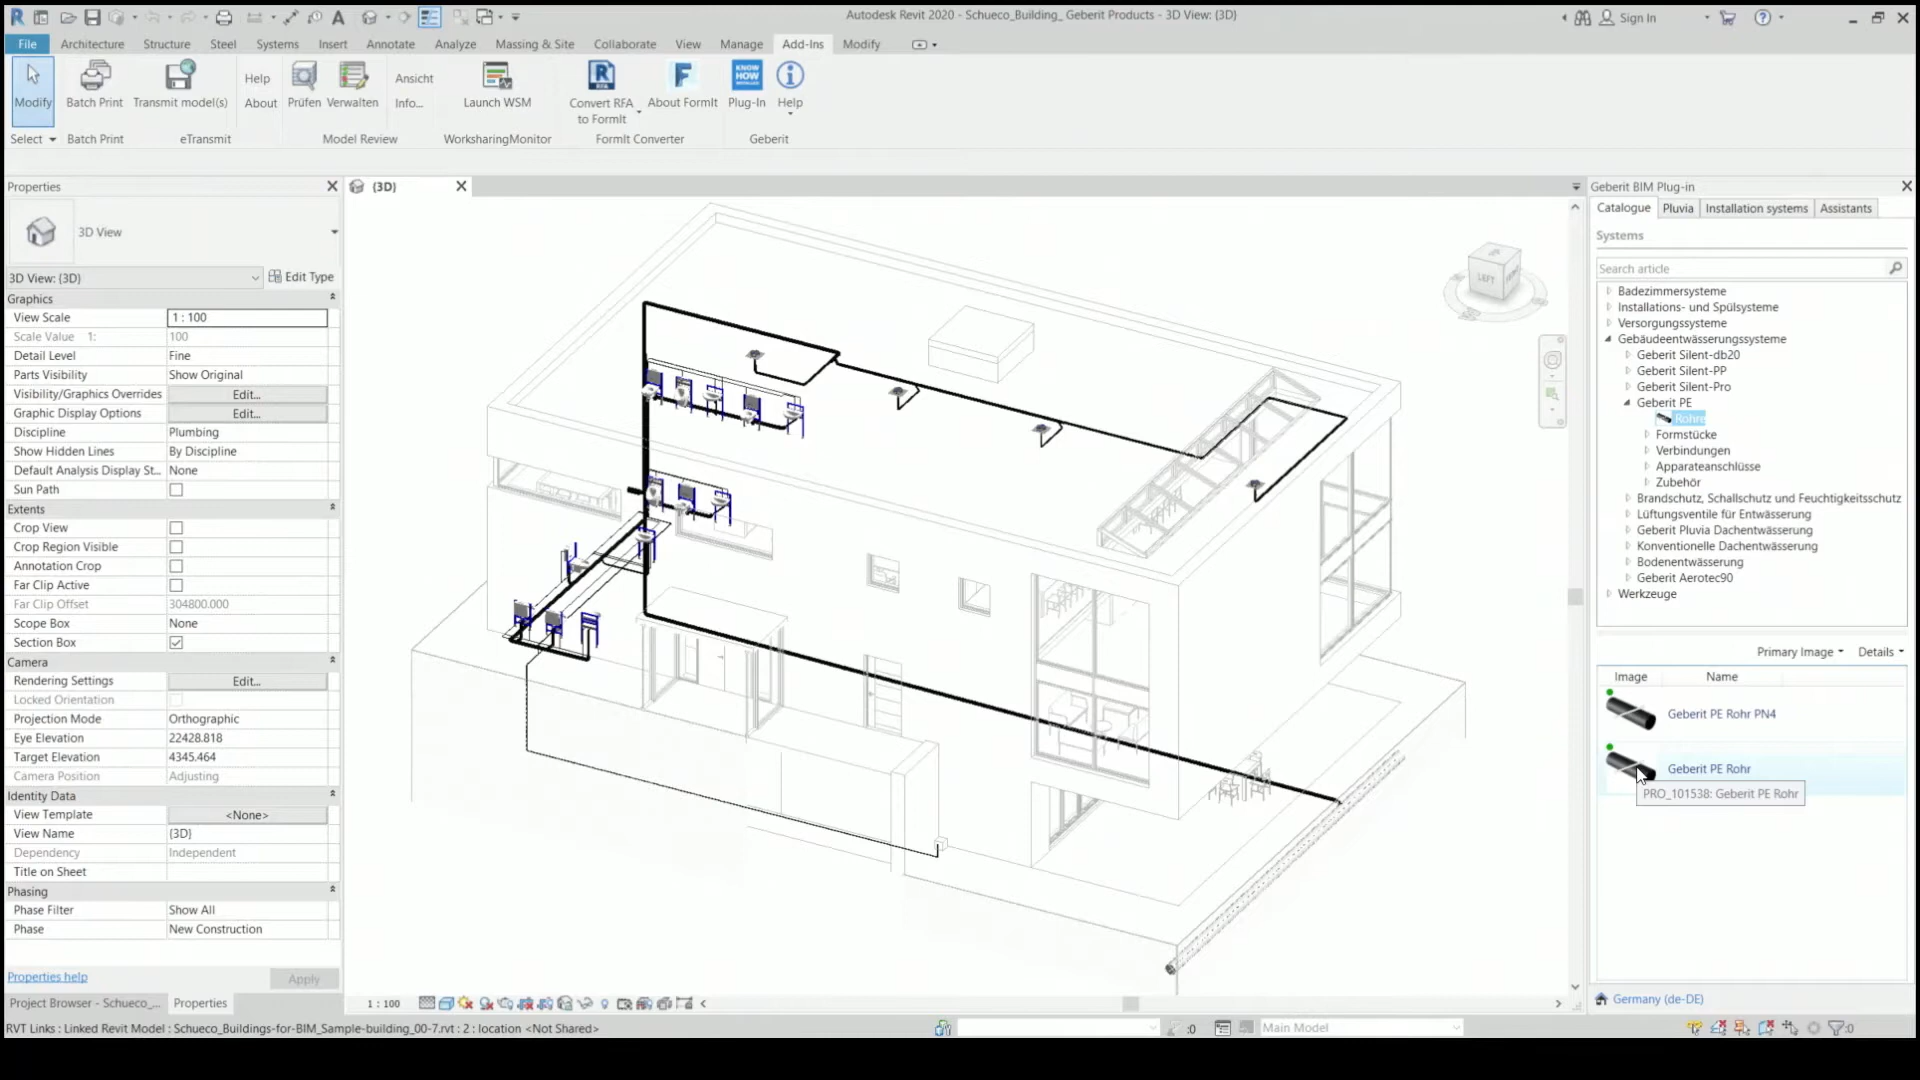 Autodesk Revit 2020 - Schueco_Building_ Geberit Products - 3D View: {3D}
Sign In
File Architecture Structure Steel Systems Insert Annotate Analyze Massing & Site Collaborate View Manage Add-Ins Modify
Modify
Batch Print
Transmit model(s)
Help
About
Prüfen
Verwalten
Ansicht
Info...
Launch WSM
Convert RFA
to FormIt
About FormIt
KNOW
HOW
Plug-In
Help
Select
Batch Print
eTransmit
Model Review
WorksharingMonitor
FormIt Converter
Geberit
Properties
3D View
3D View: {3D}
Edit Type
Graphics
View Scale 1 : 100
Scale Value 1: 100
Detail Level Fine
Parts Visibility Show Original
Visibility/Graphics Overrides Edit...
Graphic Display Options Edit...
Discipline Plumbing
Show Hidden Lines By Discipline
Default Analysis Display St... None
Sun Path
Extents
Crop View
Crop Region Visible
Annotation Crop
Far Clip Active
Far Clip Offset 304800.000
Scope Box None
Section Box
Camera
Rendering Settings Edit...
Locked Orientation
Projection Mode Orthographic
Eye Elevation 22428.818
Target Elevation 4345.464
Camera Position Adjusting
Identity Data
View Template <None>
View Name {3D}
Dependency Independent
Title on Sheet
Phasing
Phase Filter Show All
Phase New Construction
Properties help
Apply
Project Browser - Schueco_...
Properties
{3D}
LEFT
1 : 100
Geberit BIM Plug-in
Catalogue Pluvia Installation systems Assistants
Systems
Search article
Badezimmersysteme
Installations- und Spülsysteme
Versorgungssysteme
Gebäudeentwässerungssysteme
Geberit Silent-db20
Geberit Silent-PP
Geberit Silent-Pro
Geberit PE
Rohre
Formstücke
Verbindungen
Apparateanschlüsse
Zubehör
Brandschutz, Schallschutz und Feuchtigkeitsschutz
Lüftungsventile für Entwässerung
Geberit Pluvia Dachentwässerung
Konventionelle Dachentwässerung
Bodenentwässerung
Geberit Aerotec90
Werkzeuge
Primary Image Details
Image Name
Geberit PE Rohr PN4
Geberit PE Rohr
PRO_101538: Geberit PE Rohr
Germany (de-DE)
RVT Links : Linked Revit Model : Schueco_Buildings-for-BIM_Sample-building_00-7.rvt : 2 : location <Not Shared>
:0
Main Model
:0